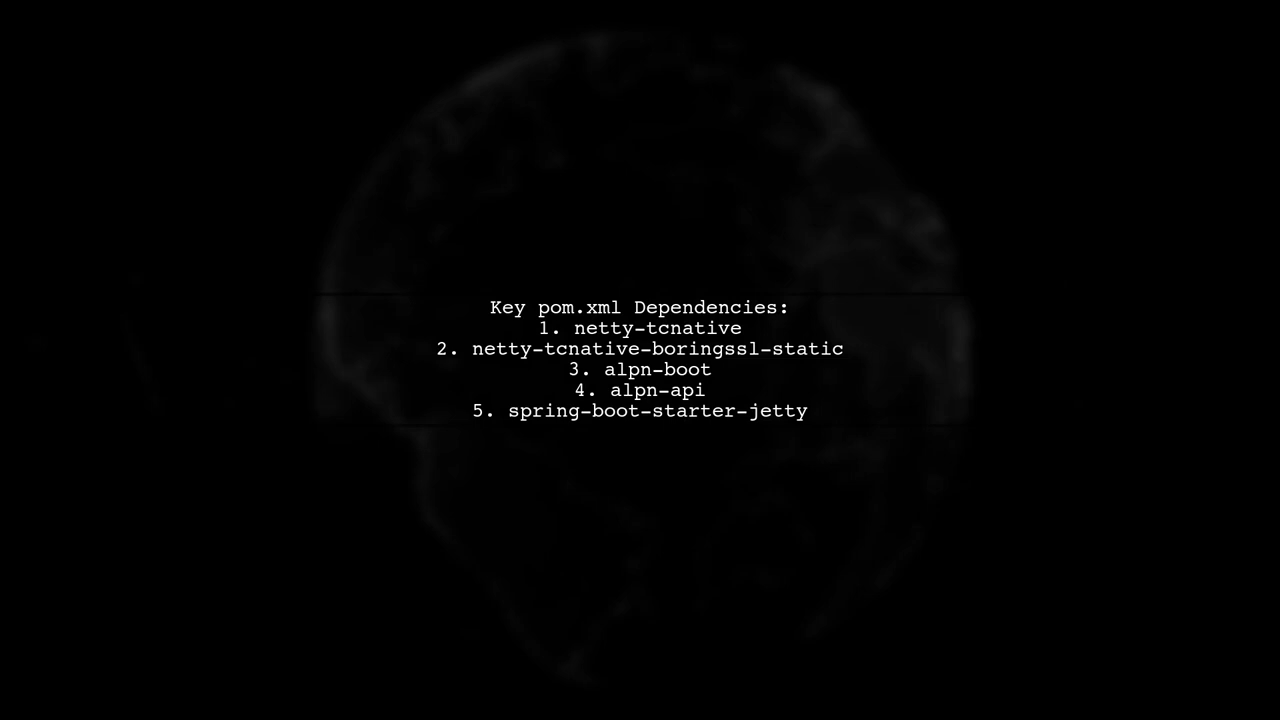 Key pom.xml Dependencies:
1. netty-tcnative
2. netty-tcnative-boringssl-static
3. alpn-boot
4. alpn-api
5. spring-boot-starter-jetty